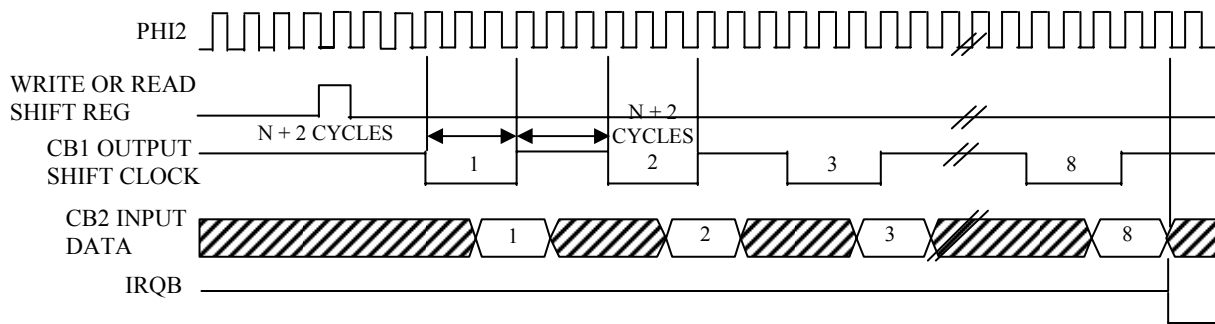 PHI2
WRITE OR READ
SHIFT REG
N + 2 CYCLES
N + 2
CYCLES
CB1 OUTPUT
SHIFT CLOCK
1
2
3
8
CB2 INPUT
DATA
1
2
3
8
IRQB